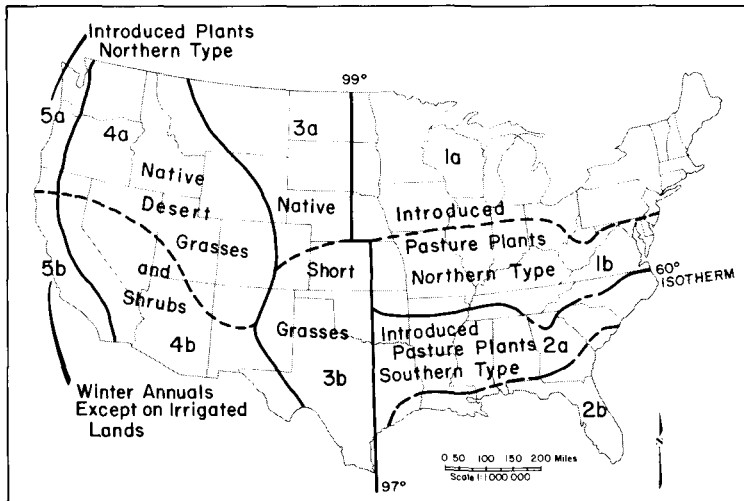 Introduced Plants
Northern Type
99°
5a
4a
3a
1a
Native
Desert
Grasses
and
Shrubs
Native
Short
Grasses
Introduced
Pasture Plants
Northern Type
1b
60°
ISOTHERM
5b
4b
3b
Introduced
Pasture Plants
Southern Type
2a
2b
Winter Annuals
Except on Irrigated
Lands
97°
0 50 100 150 200 Miles
Scale 1:1000 000
N